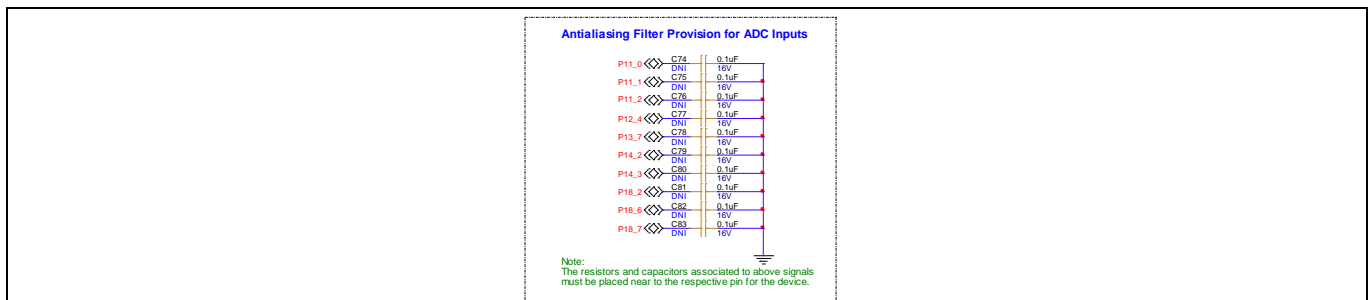 Antialiasing Filter Provision for ADC Inputs
P11_0 C74 DNI 0.1uF 16V
P11_1 C75 DNI 0.1uF 16V
P11_2 C76 DNI 0.1uF 16V
P12_4 C77 DNI 0.1uF 16V
P13_7 C78 DNI 0.1uF 16V
P14_2 C79 DNI 0.1uF 16V
P14_3 C80 DNI 0.1uF 16V
P18_2 C81 DNI 0.1uF 16V
P18_6 C82 DNI 0.1uF 16V
P18_7 C83 DNI 0.1uF 16V
Note:
The resistors and capacitors associated to above signals
must be placed near to the respective pin for the device.